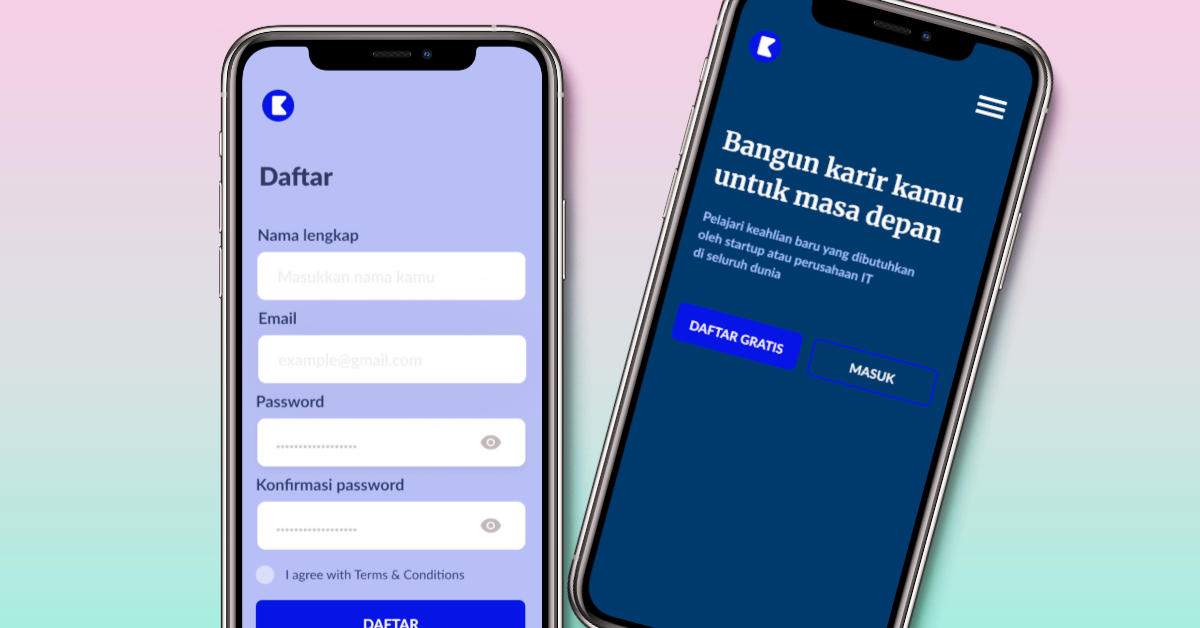 Daftar
Nama lengkap
Masukkan nama kamu
Email
example@gmail.com
Password
Konfirmasi password
I agree with Terms & Conditions
DAFTAR
Bangun karir kamu
untuk masa depan
Pelajari keahlian baru yang dibutuhkan
oleh startup atau perusahaan IT
di seluruh dunia
DAFTAR GRATIS
MASUK